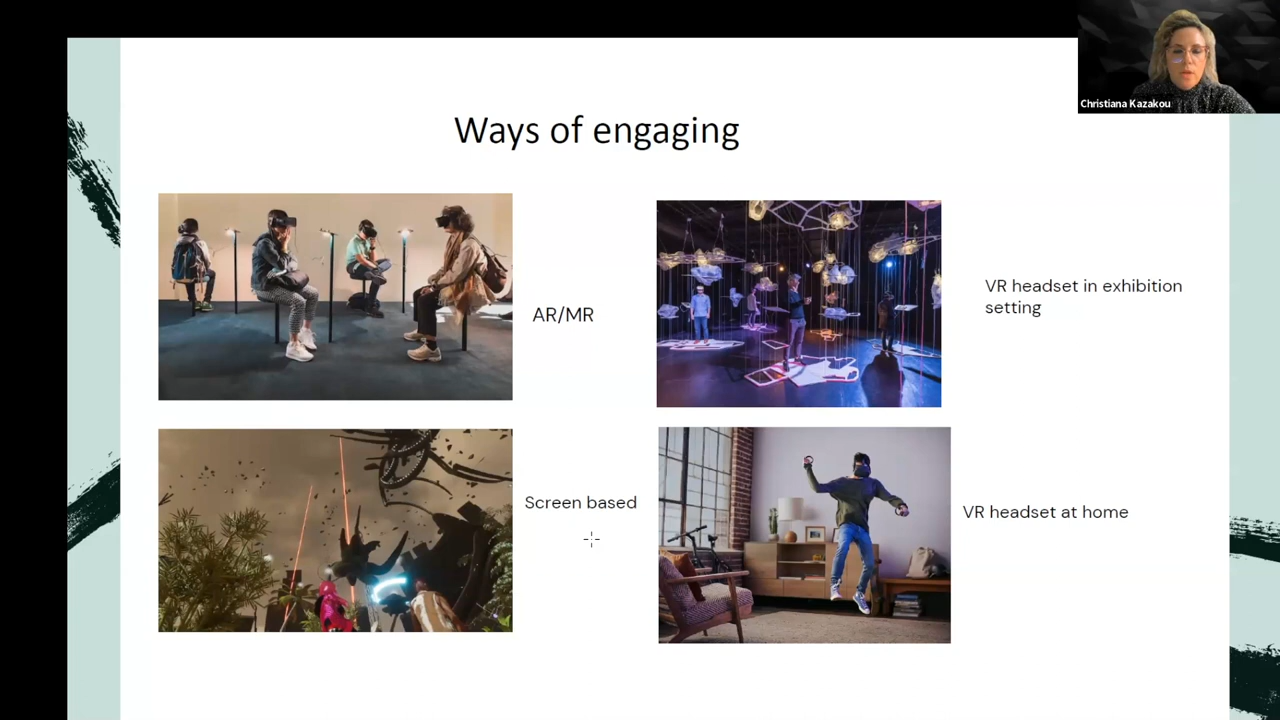 Christiana Kazakou
Ways of engaging
AR/MR
VR headset in exhibition
setting
Screen based
VR headset at home